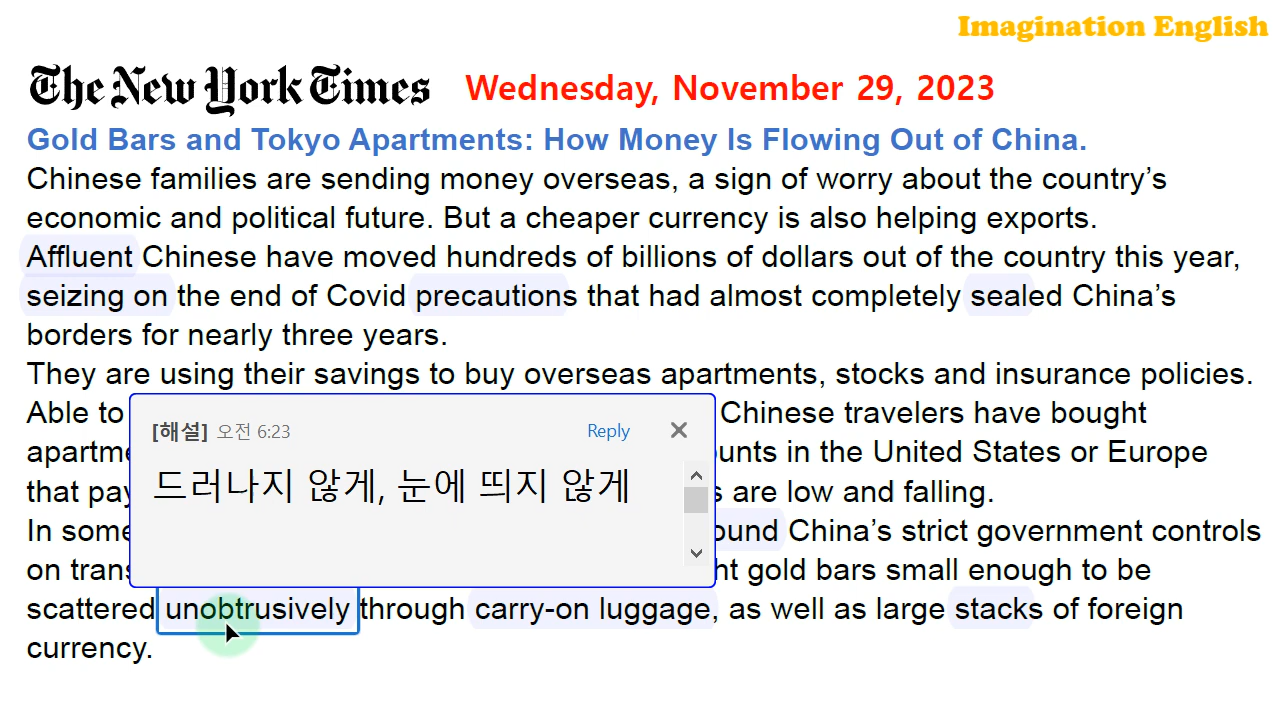 Imagination English
The New York Times Wednesday, November 29, 2023
Gold Bars and Tokyo Apartments: How Money Is Flowing Out of China.
Chinese families are sending money overseas, a sign of worry about the country’s
economic and political future. But a cheaper currency is also helping exports.
Affluent Chinese have moved hundreds of billions of dollars out of the country this year,
seizing on the end of Covid precautions that had almost completely sealed China’s
borders for nearly three years.
They are using their savings to buy overseas apartments, stocks and insurance policies.
Able to Chinese travelers have bought
[해설] 오전 6:23 Reply
in the United States or Europe
드러나지 않게, 눈에 띄지 않게
that are low and falling.
In China’s strict government controls
on gold bars small enough to be
scattered unobtrusively through carry-on luggage, as well as large stacks of foreign
currency.